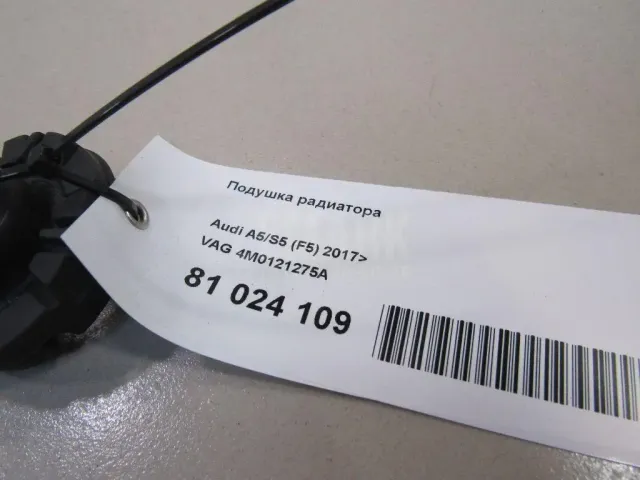 Подушка радиатора
Audi A5/S5 (F5) 2017>
VAG 4M0121275A
81 024 109